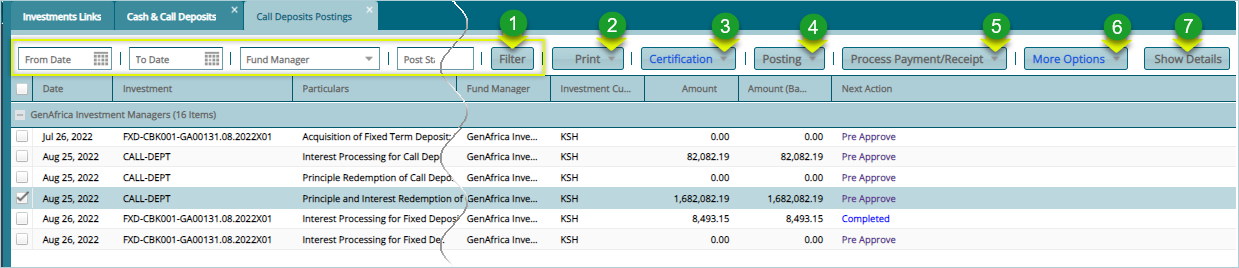 Investments Links Cash & Call Deposits × Call Deposits Postings ×
1 2 3 4 5 6 7
From Date To Date Fund Manager Post Sta Filter Print Certification Posting Process Payment/Receipt More Options Show Details
Date Investment Particulars Fund Manager Investment Cu... Amount Amount (Ba... Next Action
GenAfrica Investment Managers (16 Items)
Jul 26, 2022 FXD-CBK001-GA00131.08.2022X01 Acquisition of Fixed Term Deposit: GenAfrica Inve... KSH 0.00 0.00 Pre Approve
Aug 25, 2022 CALL-DEPT Interest Processing for Call Depo GenAfrica Inve... KSH 82,082.19 82,082.19 Pre Approve
Aug 25, 2022 CALL-DEPT Principle Redemption of Call Depo. GenAfrica Inve... KSH 0.00 0.00 Pre Approve
Aug 25, 2022 CALL-DEPT Principle and Interest Redemption of GenAfrica Inve... KSH 1,682,082.19 1,682,082.19 Pre Approve
Aug 26, 2022 FXD-CBK001-GA00131.08.2022X01 Interest Processing for Fixed Deposi GenAfrica Inve... KSH 8,493.15 8,493.15 Completed
Aug 26, 2022 FXD-CBK001-GA00131.08.2022X01 Interest Processing for Fixed De. GenAfrica Inve... KSH 0.00 0.00 Pre Approve